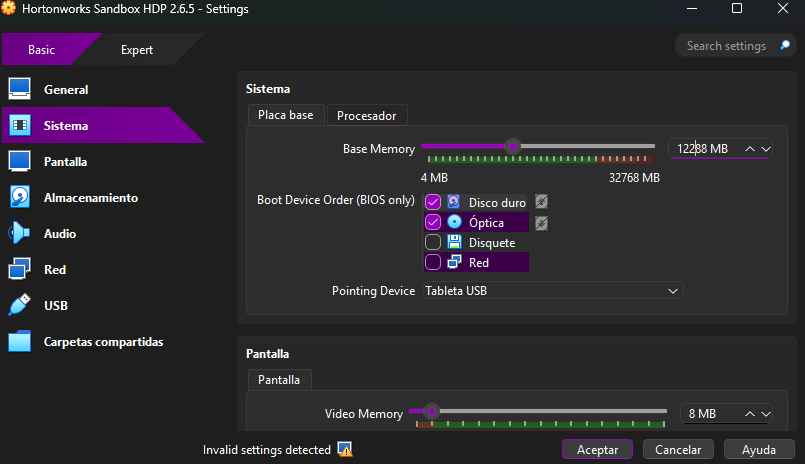 Hortonworks Sandbox HDP 2.6.5 - Settings
Basic
Expert
Search settings
General
Sistema
Pantalla
Almacenamiento
Audio
Red
USB
Carpetas compartidas
Sistema
Placa base
Procesador
Base Memory
12288 MB
4 MB
32768 MB
Boot Device Order (BIOS only)
Disco duro
Óptica
Disquete
Red
Pointing Device
Tableta USB
Pantalla
Pantalla
Video Memory
8 MB
Invalid settings detected
Aceptar
Cancelar
Ayuda